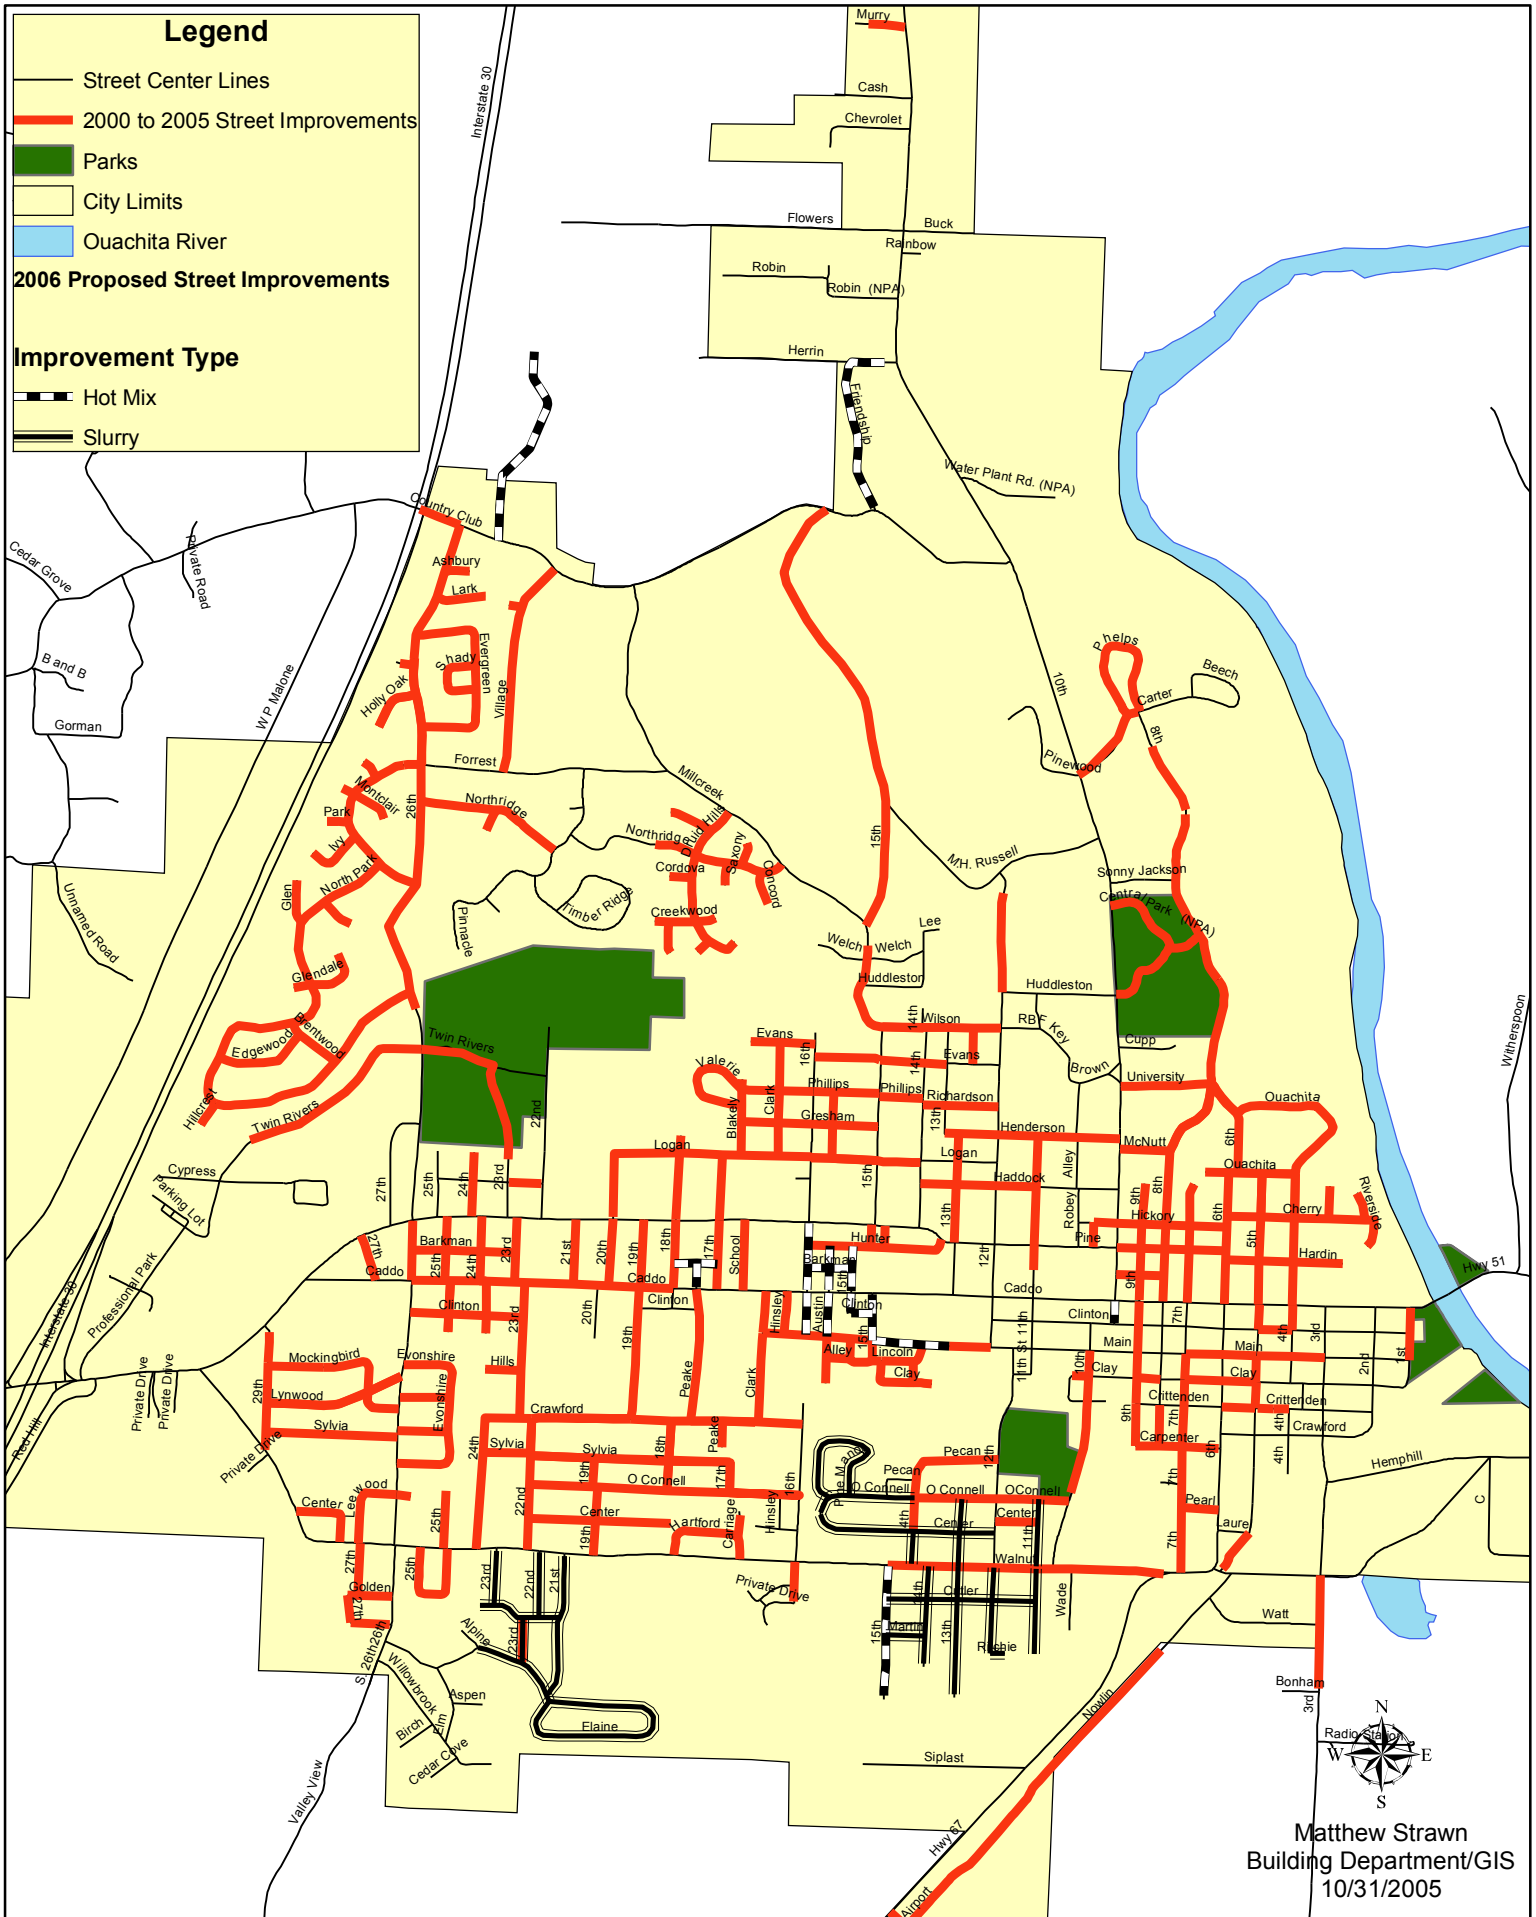 Legend
Street Center Lines
2000 to 2005 Street Improvements
Parks
City Limits
Ouachita River
2006 Proposed Street Improvements
Improvement Type
Hot Mix
Slurry
Murry
Interstate 30
Cash
Chevrolet
Flowers
Buck
Rainbow
Robin
Robin (NPA)
Herrin
Friendship
Water Plant Rd. (NPA)
Country Club
Private Road
Cedar Grove
Ashbury
Lark
B and B
Evergreen
Shady
Phelps
Beech
Holly Oak
Village
W P Malone
10th
Carter
Gorman
8th
Forrest
Pinewood
Millcreek
Montclair
26th
Northridge
Park
Druid Hills
Northridge
15th
Ivy
Saxony
M.H. Russell
Cordova
Concord
Sonny Jackson
North Park
Glen
Central Park (NPA)
Unnamed Road
Timber Ridge
Creekwood
Pinnacle
Lee
Welch
Welch
Glendale
Huddleston
Huddleston
Witherspoon
Brentwood
14th
Wilson
RBF
Key
Edgewood
Twin Rivers
Evans
16th
Cupp
14th
Evans
Valerie
Brown
University
Hillcrest
Twin Rivers
22nd
Clark
Phillips
Phillips
Richardson
Ouachita
Blakely
Gresham
13th
Henderson
McNutt
6th
Logan
Logan
Alley
Ouachita
Cypress
Parking Lot
27th
25th
24th
23rd
15th
Haddock
9th
8th
Riverside
13th
Robey
6th
Cherry
Hickory
27th
Barkman
25th
24th
23rd
21st
20th
19th
18th
17th
School
Hunter
12th
Pine
5th
Hardin
Barkman
Hwy 51
Caddo
Caddo
15th
Caddo
9th
Professional Park
Interstate 30
Clinton
23rd
20th
Clinton
Hinsley
Austin
Clinton
Clinton
7th
19th
15th
11th St
11th
Main
Main
4th
3rd
2nd
1st
Mockingbird
Evonshire
Hills
Peake
Clark
Alley
Lincoln
10th
Clay
Clay
Clay
Private Drive
Private Drive
29th
Lynwood
Evonshire
Crittenden
Crittenden
Red Hill
Sylvia
Crawford
9th
7th
4th
Crawford
Private Drive
24th
Sylvia
Sylvia
18th
Peake
Carpenter
6th
Pecan
12th
Pecan
4th
Hemphill
Leewood
19th
O Connell
17th
16th
O Connell
O Connell
OConnell
7th
C
Center
25th
22nd
Center
Hartford
Carriage
Hinsley
4th
Center
Center
11th
Pearl
19th
Laurel
7th
27th
25th
Walnut
23rd
22nd
21st
Private Drive
14th
Cutler
Wade
Golden
27th
Watt
Alpine
23rd
15th
Martin
13th
Ritchie
S. 26th
26th
Willowbrook
Aspen
Bonham
3rd
Birch
Elm
Elaine
Nowlin
N
Radio Station
W
E
Cedar Cove
Siplast
S
Valley View
Hwy 67
Matthew Strawn
Building Department/GIS
10/31/2005
Airport